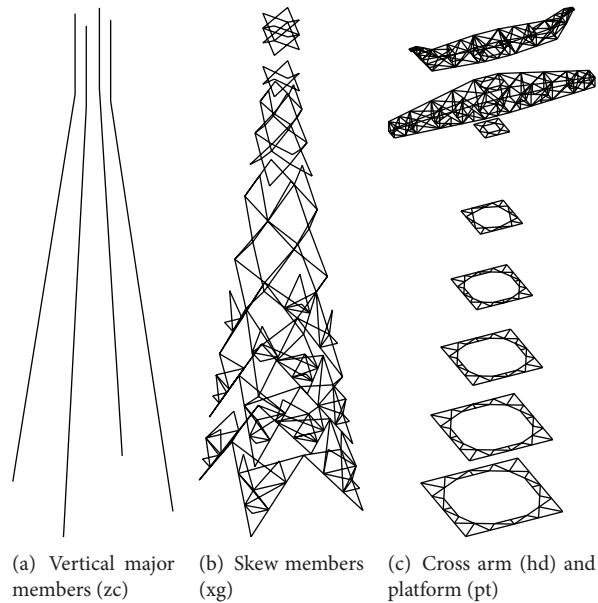 (a) Vertical major
members (zc)
(b) Skew members
(xg)
(c) Cross arm (hd) and
platform (pt)